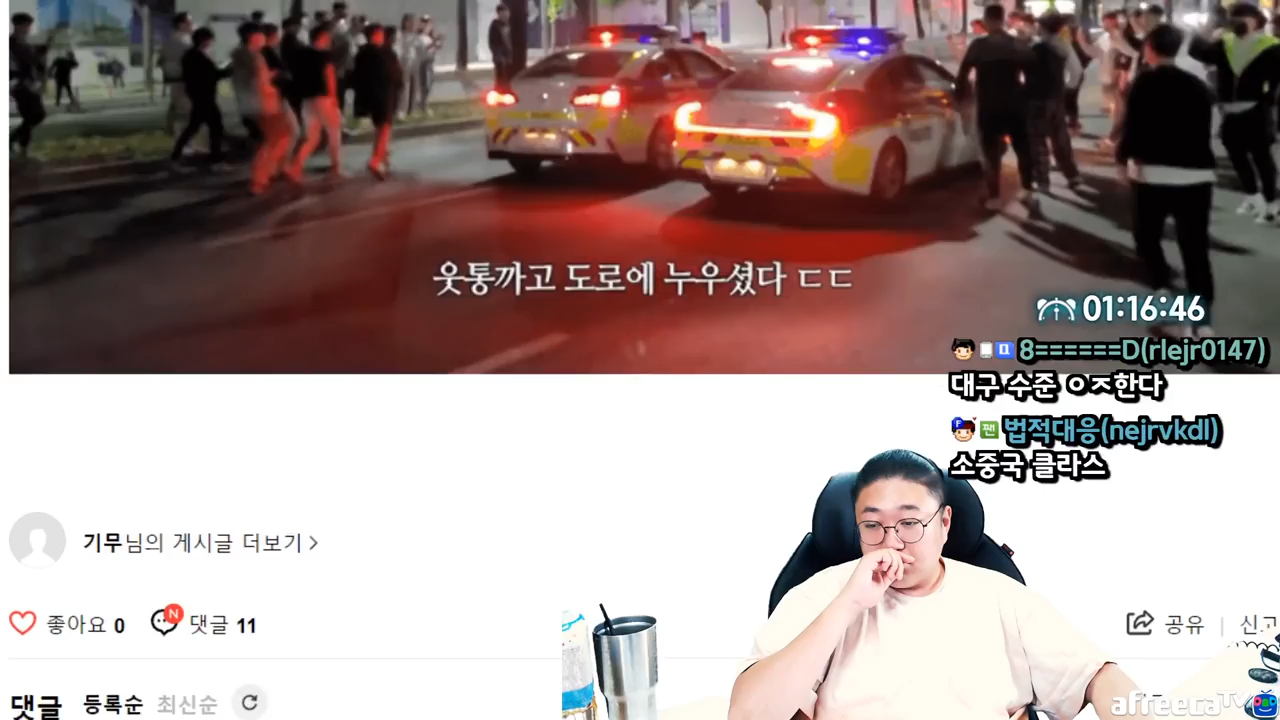 웃통까고 도로에 누우셨다 ㄷㄷ
01:16:46
8======D(rlejr0147)
대구 수준 ㅇㅈ한다
팬 법적대응(nejrvkdl)
소중국 클라스
기무님의 게시글 더보기 >
좋아요 0 N 댓글 11
공유 | 신고
댓글 등록순 최신순
afreecaTV